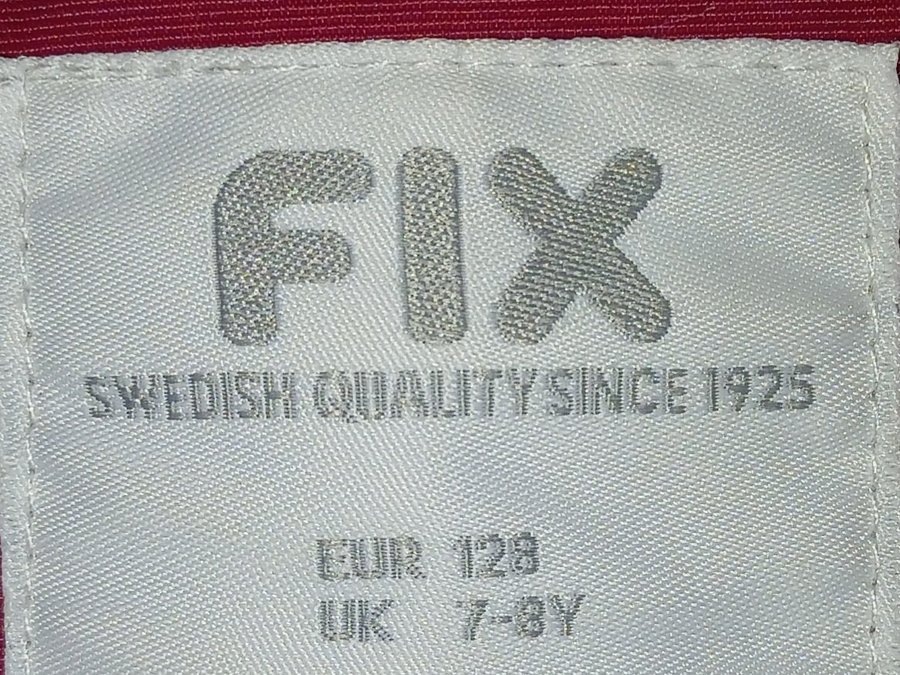 FIX
SWEDISH QUALITY SINCE 1925
EUR 128
UK 7-8Y